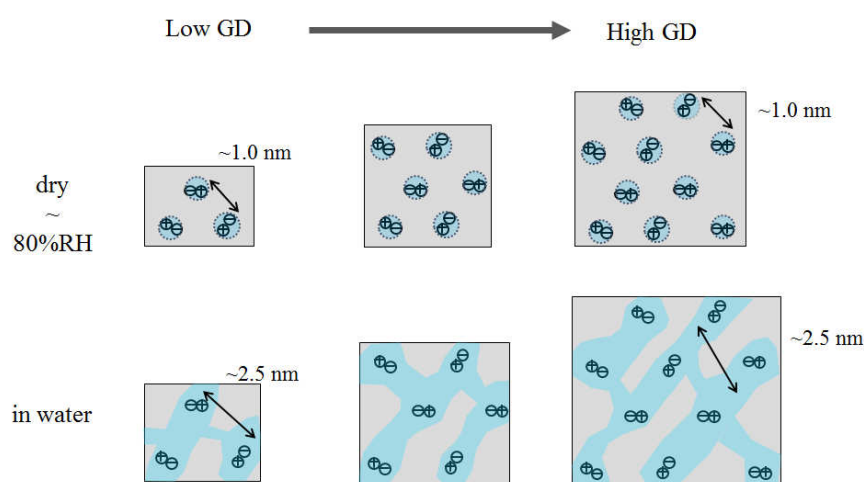 Low GD
High GD
~1.0 nm
~1.0 nm
dry
~
80%RH
~2.5 nm
~2.5 nm
in water